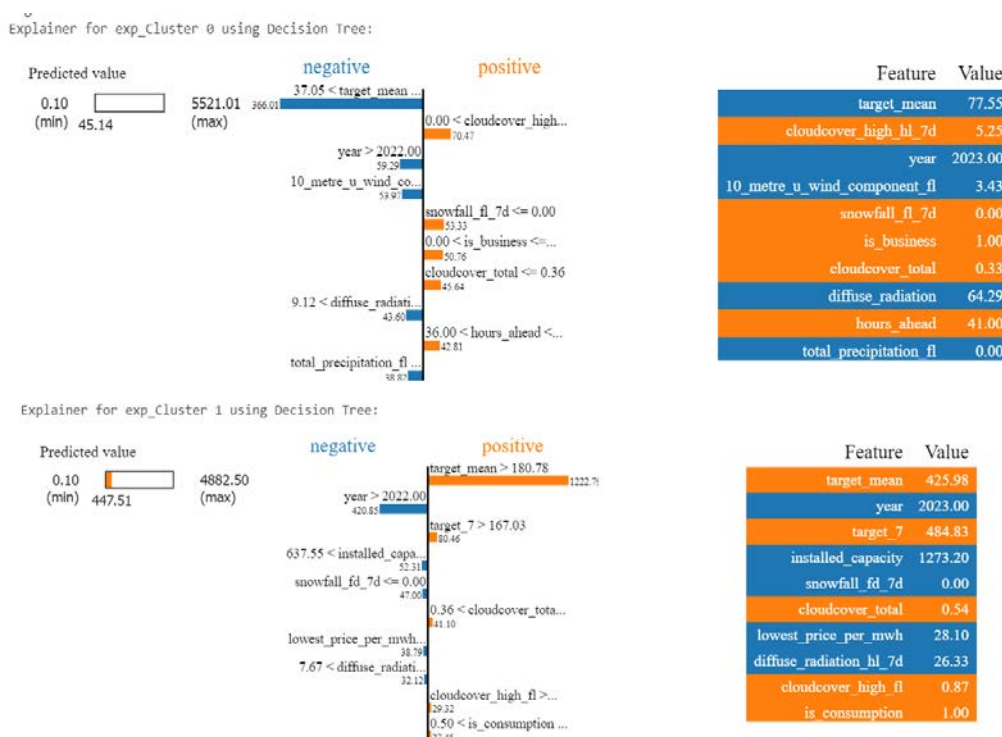 Explainer for exp_Cluster 0 using Decision Tree:
Predicted value
0.10
(min)
45.14
5521.01
(max)
negative
positive
37.05 < target_mean ...
366.01
0.00 < cloudcover_high...
70.47
year > 2022.00
59.29
10_metre_u_wind_co...
53.97
snowfall_fl_7d <= 0.00
53.33
0.00 < is_business <=...
50.76
cloudcover_total <= 0.36
45.64
9.12 < diffuse_radiati...
43.60
36.00 < hours_ahead <...
42.81
total_precipitation_fl ...
38.82
Feature Value
target_mean 77.55
cloudcover_high_hl_7d 5.25
year 2023.00
10_metre_u_wind_component_fl 3.43
snowfall_fl_7d 0.00
is_business 1.00
cloudcover_total 0.33
diffuse_radiation 64.29
hours_ahead 41.00
total_precipitation_fl 0.00
Explainer for exp_Cluster 1 using Decision Tree:
Predicted value
0.10
(min)
447.51
4882.50
(max)
negative
positive
target_mean > 180.78
year > 2022.00
420.85
target_7 > 167.03
80.46
637.55 < installed_capa...
52.31
snowfall_fd_7d <= 0.00
47.00
0.36 < cloudcover_tota...
41.10
lowest_price_per_mwh...
38.79
7.67 < diffuse_radiati...
32.12
cloudcover_high_fl >...
29.32
0.50 < is_consumption ...
Feature Value
target_mean 425.98
year 2023.00
target_7 484.83
installed_capacity 1273.20
snowfall_fd_7d 0.00
cloudcover_total 0.54
lowest_price_per_mwh 28.10
diffuse_radiation_hl_7d 26.33
cloudcover_high_fl 0.87
is_consumption 1.00